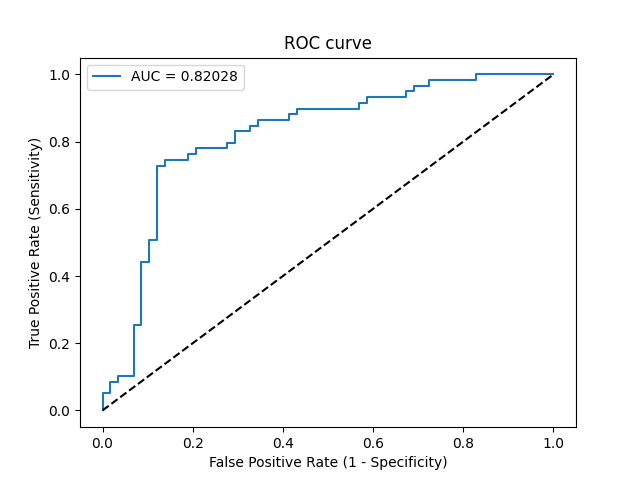 ROC curve
AUC = 0.82028
1.0
0.8
0.6
0.4
0.2
0.0
True Positive Rate (Sensitivity)
0.0 0.2 0.4 0.6 0.8 1.0
False Positive Rate (1 - Specificity)